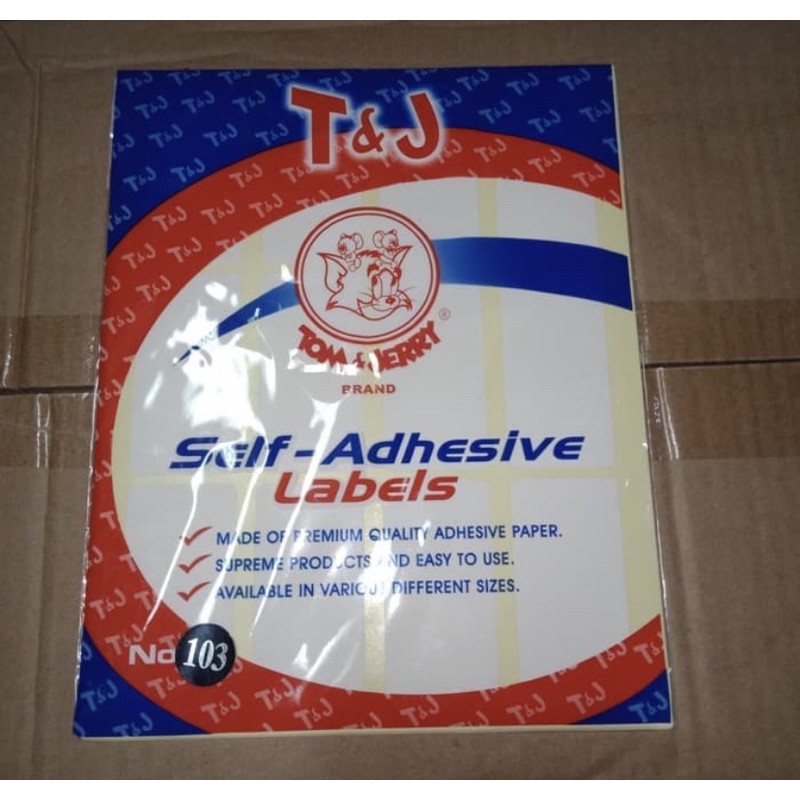 T&J
TOM & JERRY ®
BRAND
Self-Adhesive
Labels
MADE OF PREMIUM QUALITY ADHESIVE PAPER.
SUPREME PRODUCTS AND EASY TO USE.
AVAILABLE IN VARIOUS DIFFERENT SIZES.
No 103